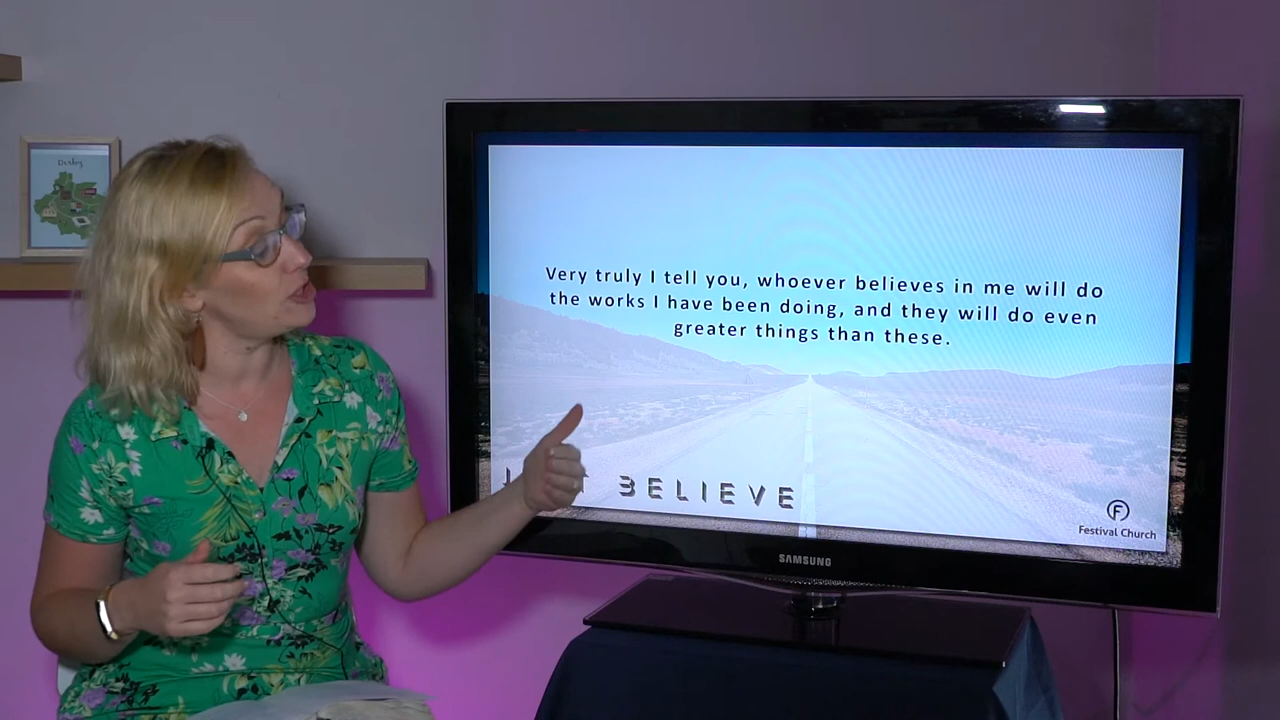 Derby
Very truly I tell you, whoever believes in me will do
the works I have been doing, and they will do even
greater things than these.
BELIEVE
Festival Church
SAMSUNG